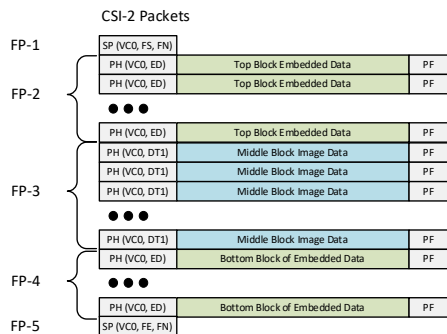 CSI-2 Packets
FP-1
SP (VC0, FS, FN)
PH (VC0, ED) Top Block Embedded Data PF
FP-2
PH (VC0, ED) Top Block Embedded Data PF
PH (VC0, ED) Top Block Embedded Data PF
PH (VC0, DT1) Middle Block Image Data PF
PH (VC0, DT1) Middle Block Image Data PF
FP-3
PH (VC0, DT1) Middle Block Image Data PF
PH (VC0, DT1) Middle Block Image Data PF
PH (VC0, ED) Bottom Block of Embedded Data PF
FP-4
PH (VC0, ED) Bottom Block of Embedded Data PF
FP-5
SP (VC0, FE, FN)